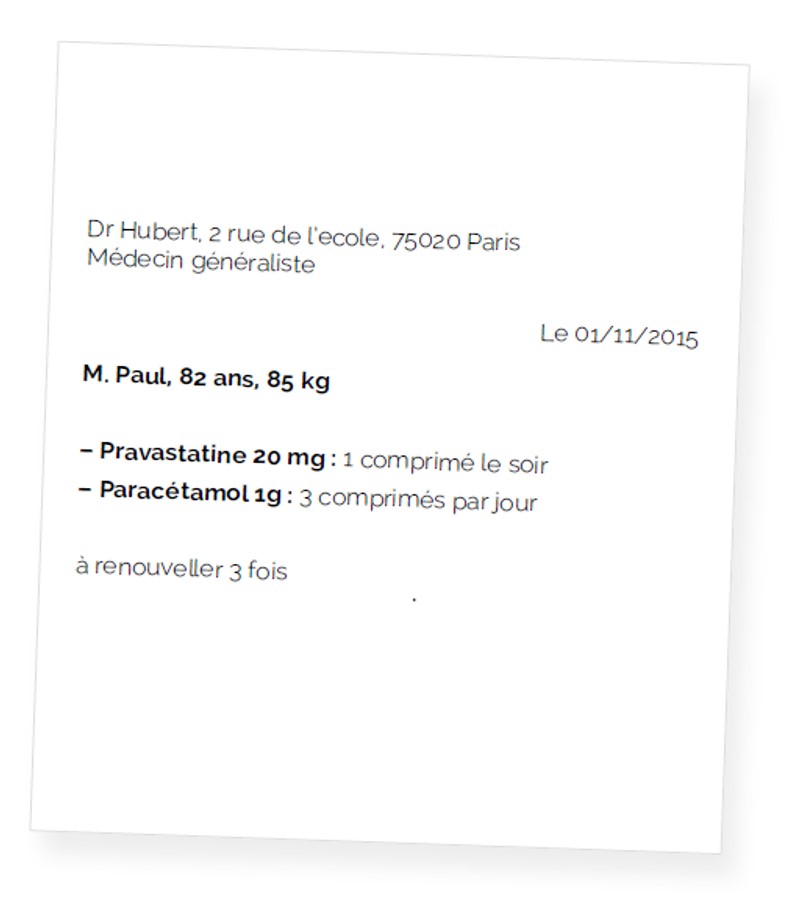 Dr Hubert, 2 rue de l'ecole, 75020 Paris
Médecin généraliste
Le 01/11/2015
M. Paul, 82 ans, 85 kg
– Pravastatine 20 mg : 1 comprimé le soir
– Paracétamol 1g : 3 comprimés par jour
à renouveller 3 fois
.